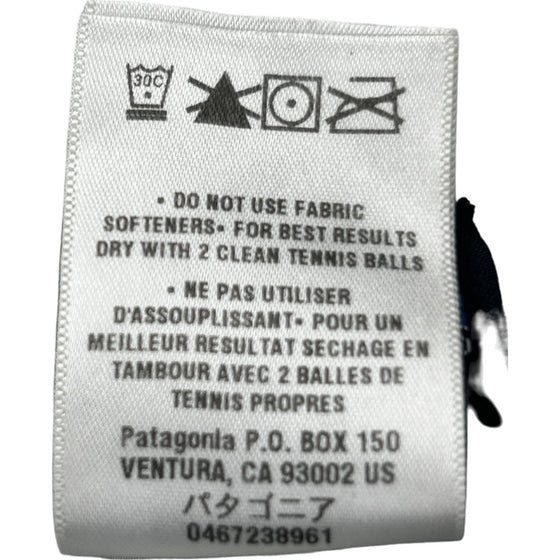 30C
• DO NOT USE FABRIC
SOFTENERS• FOR BEST RESULTS
DRY WITH 2 CLEAN TENNIS BALLS
• NE PAS UTILISER
D'ASSOUPLISSANT• POUR UN
MEILLEUR RESULTAT SECHAGE EN
TAMBOUR AVEC 2 BALLES DE
TENNIS PROPRES
Patagonia P.O. BOX 150
VENTURA, CA 93002 US
パタゴニア
0467238961